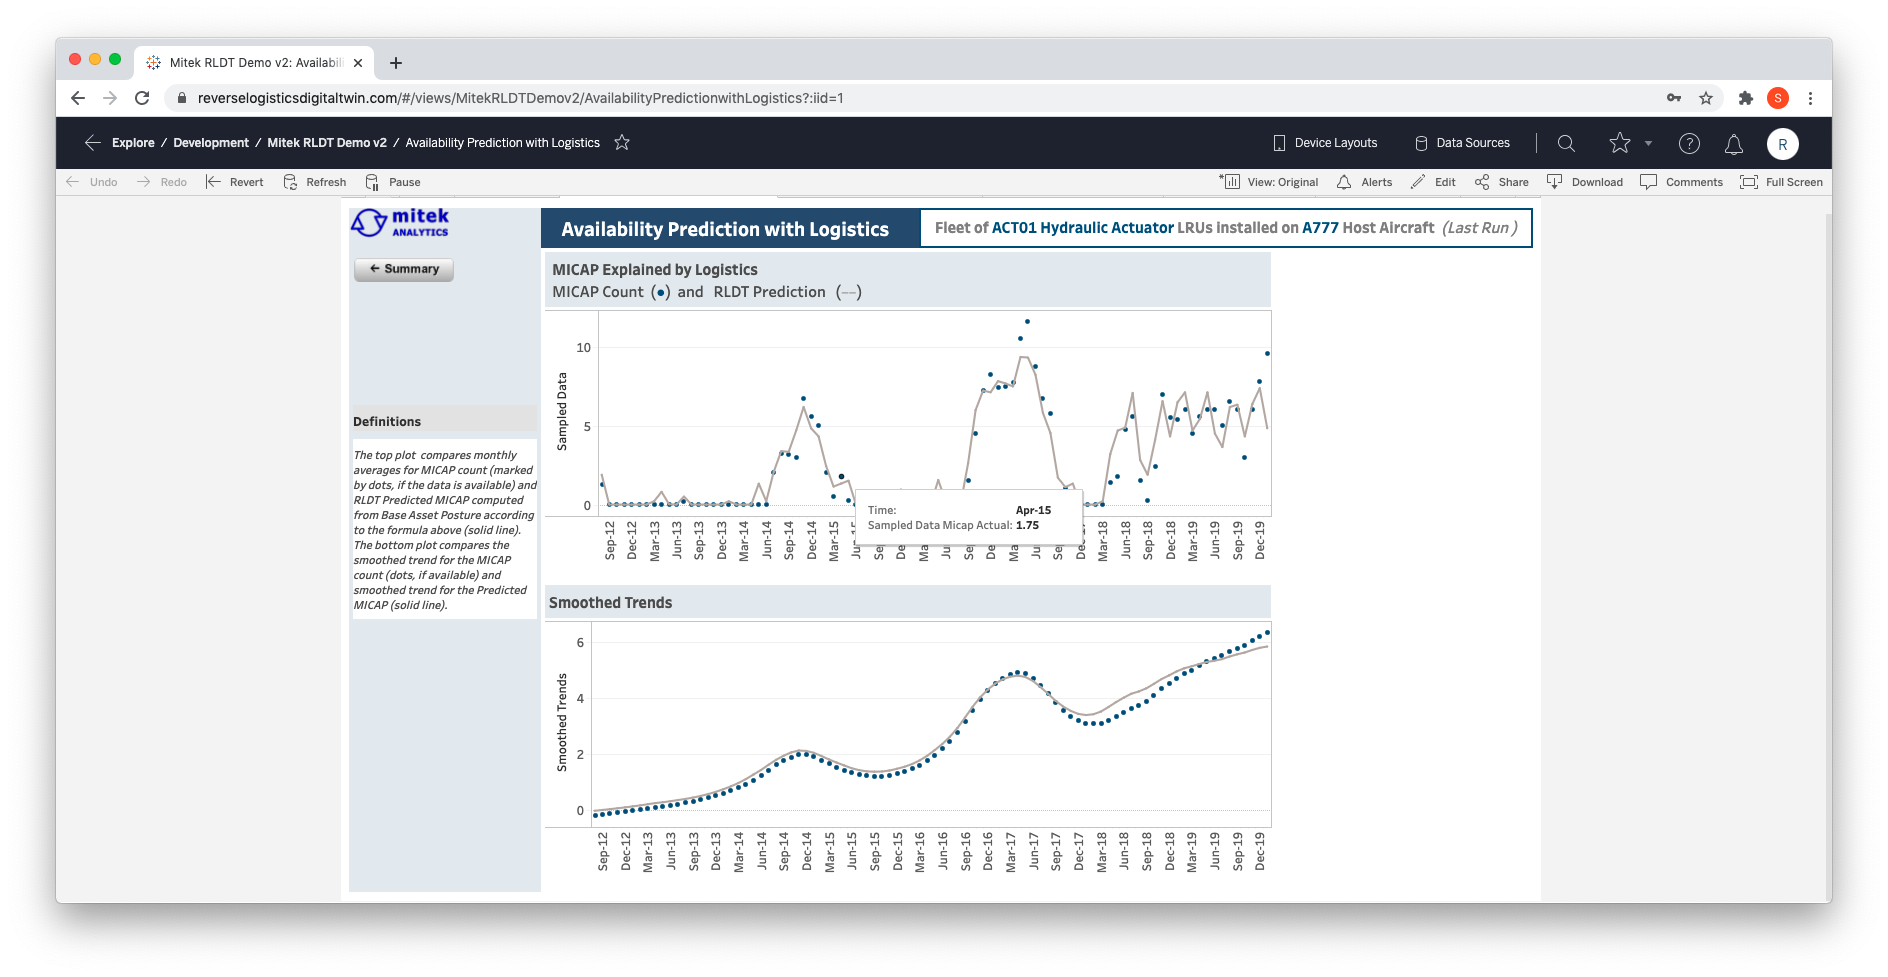 Mitek RLDT Demo v2: Availabili
reverselogisticsdigitaltwin.com/#/views/MitekRLDTDemov2/AvailabilityPredictionwithLogistics?:iid=1
S
Explore / Development / Mitek RLDT Demo v2 / Availability Prediction with Logistics
Device Layouts
Data Sources
R
Undo
Redo
Revert
Refresh
Pause
View: Original
Alerts
Edit
Share
Download
Comments
Full Screen
mitek
ANALYTICS
Availability Prediction with Logistics
Fleet of ACT01 Hydraulic Actuator LRUs installed on A777 Host Aircraft (Last Run )
← Summary
MICAP Explained by Logistics
MICAP Count (•) and RLDT Prediction (—)
Sampled Data
10
5
0
Sep-12
Dec-12
Mar-13
Jun-13
Sep-13
Dec-13
Mar-14
Jun-14
Sep-14
Dec-14
Mar-15
Time: Apr-15
Sampled Data Micap Actual: 1.75
Mar-18
Jun-18
Sep-18
Dec-18
Mar-19
Jun-19
Sep-19
Dec-19
Definitions
The top plot compares monthly
averages for MICAP count (marked
by dots, if the data is available) and
RLDT Predicted MICAP computed
from Base Asset Posture according
to the formula above (solid line).
The bottom plot compares the
smoothed trend for the MICAP
count (dots, if available) and
smoothed trend for the Predicted
MICAP (solid line).
Smoothed Trends
Smoothed Trends
6
4
2
0
Sep-12
Dec-12
Mar-13
Jun-13
Sep-13
Dec-13
Mar-14
Jun-14
Sep-14
Dec-14
Mar-15
Jun-15
Sep-15
Dec-15
Mar-16
Jun-16
Sep-16
Dec-16
Mar-17
Jun-17
Sep-17
Dec-17
Mar-18
Jun-18
Sep-18
Dec-18
Mar-19
Jun-19
Sep-19
Dec-19